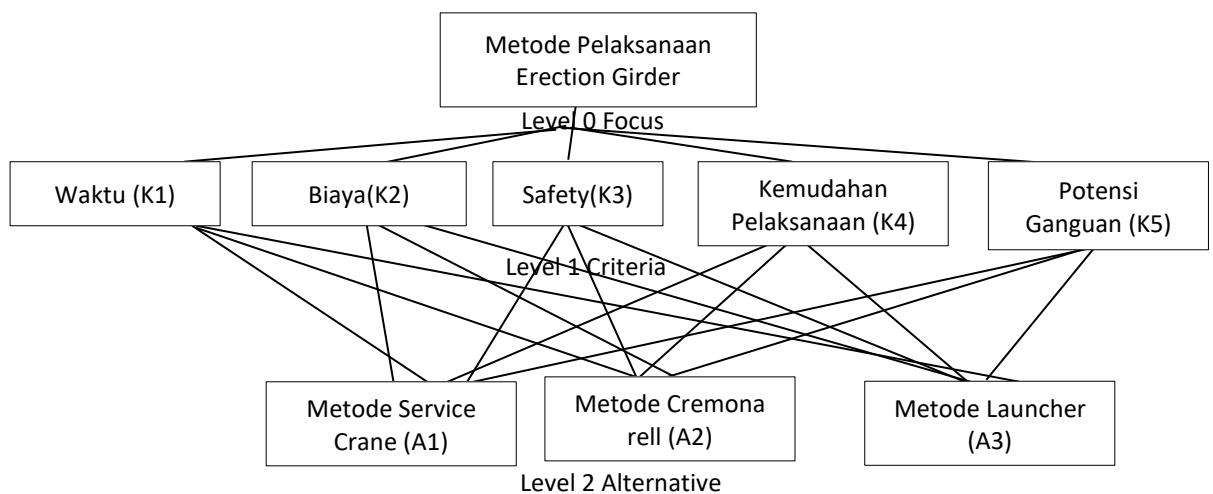 Metode Pelaksanaan
Erection Girder
Level 0 Focus
Waktu (K1)
Biaya(K2)
Safety(K3)
Kemudahan
Pelaksanaan (K4)
Potensi
Ganguan (K5)
Level 1 Criteria
Metode Service
Crane (A1)
Metode Cremona
rell (A2)
Metode Launcher
(A3)
Level 2 Alternative